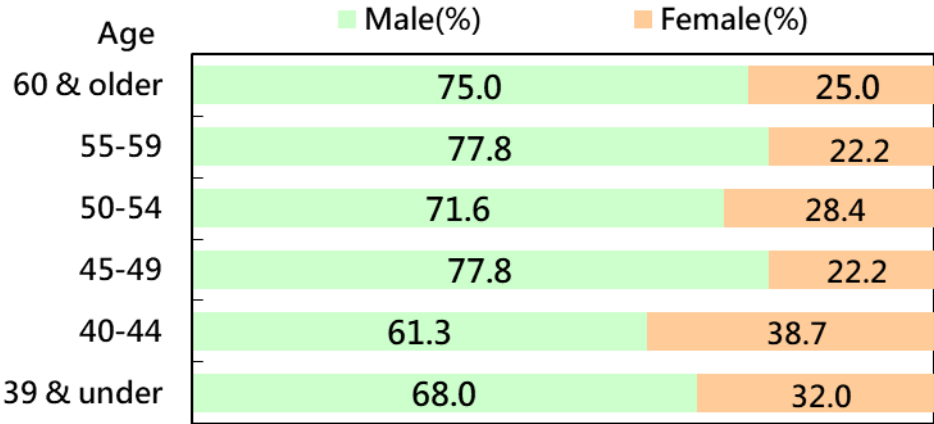 Male(%) Female(%)
Age
60 & older 75.0 25.0
55-59 77.8 22.2
50-54 71.6 28.4
45-49 77.8 22.2
40-44 61.3 38.7
39 & under 68.0 32.0